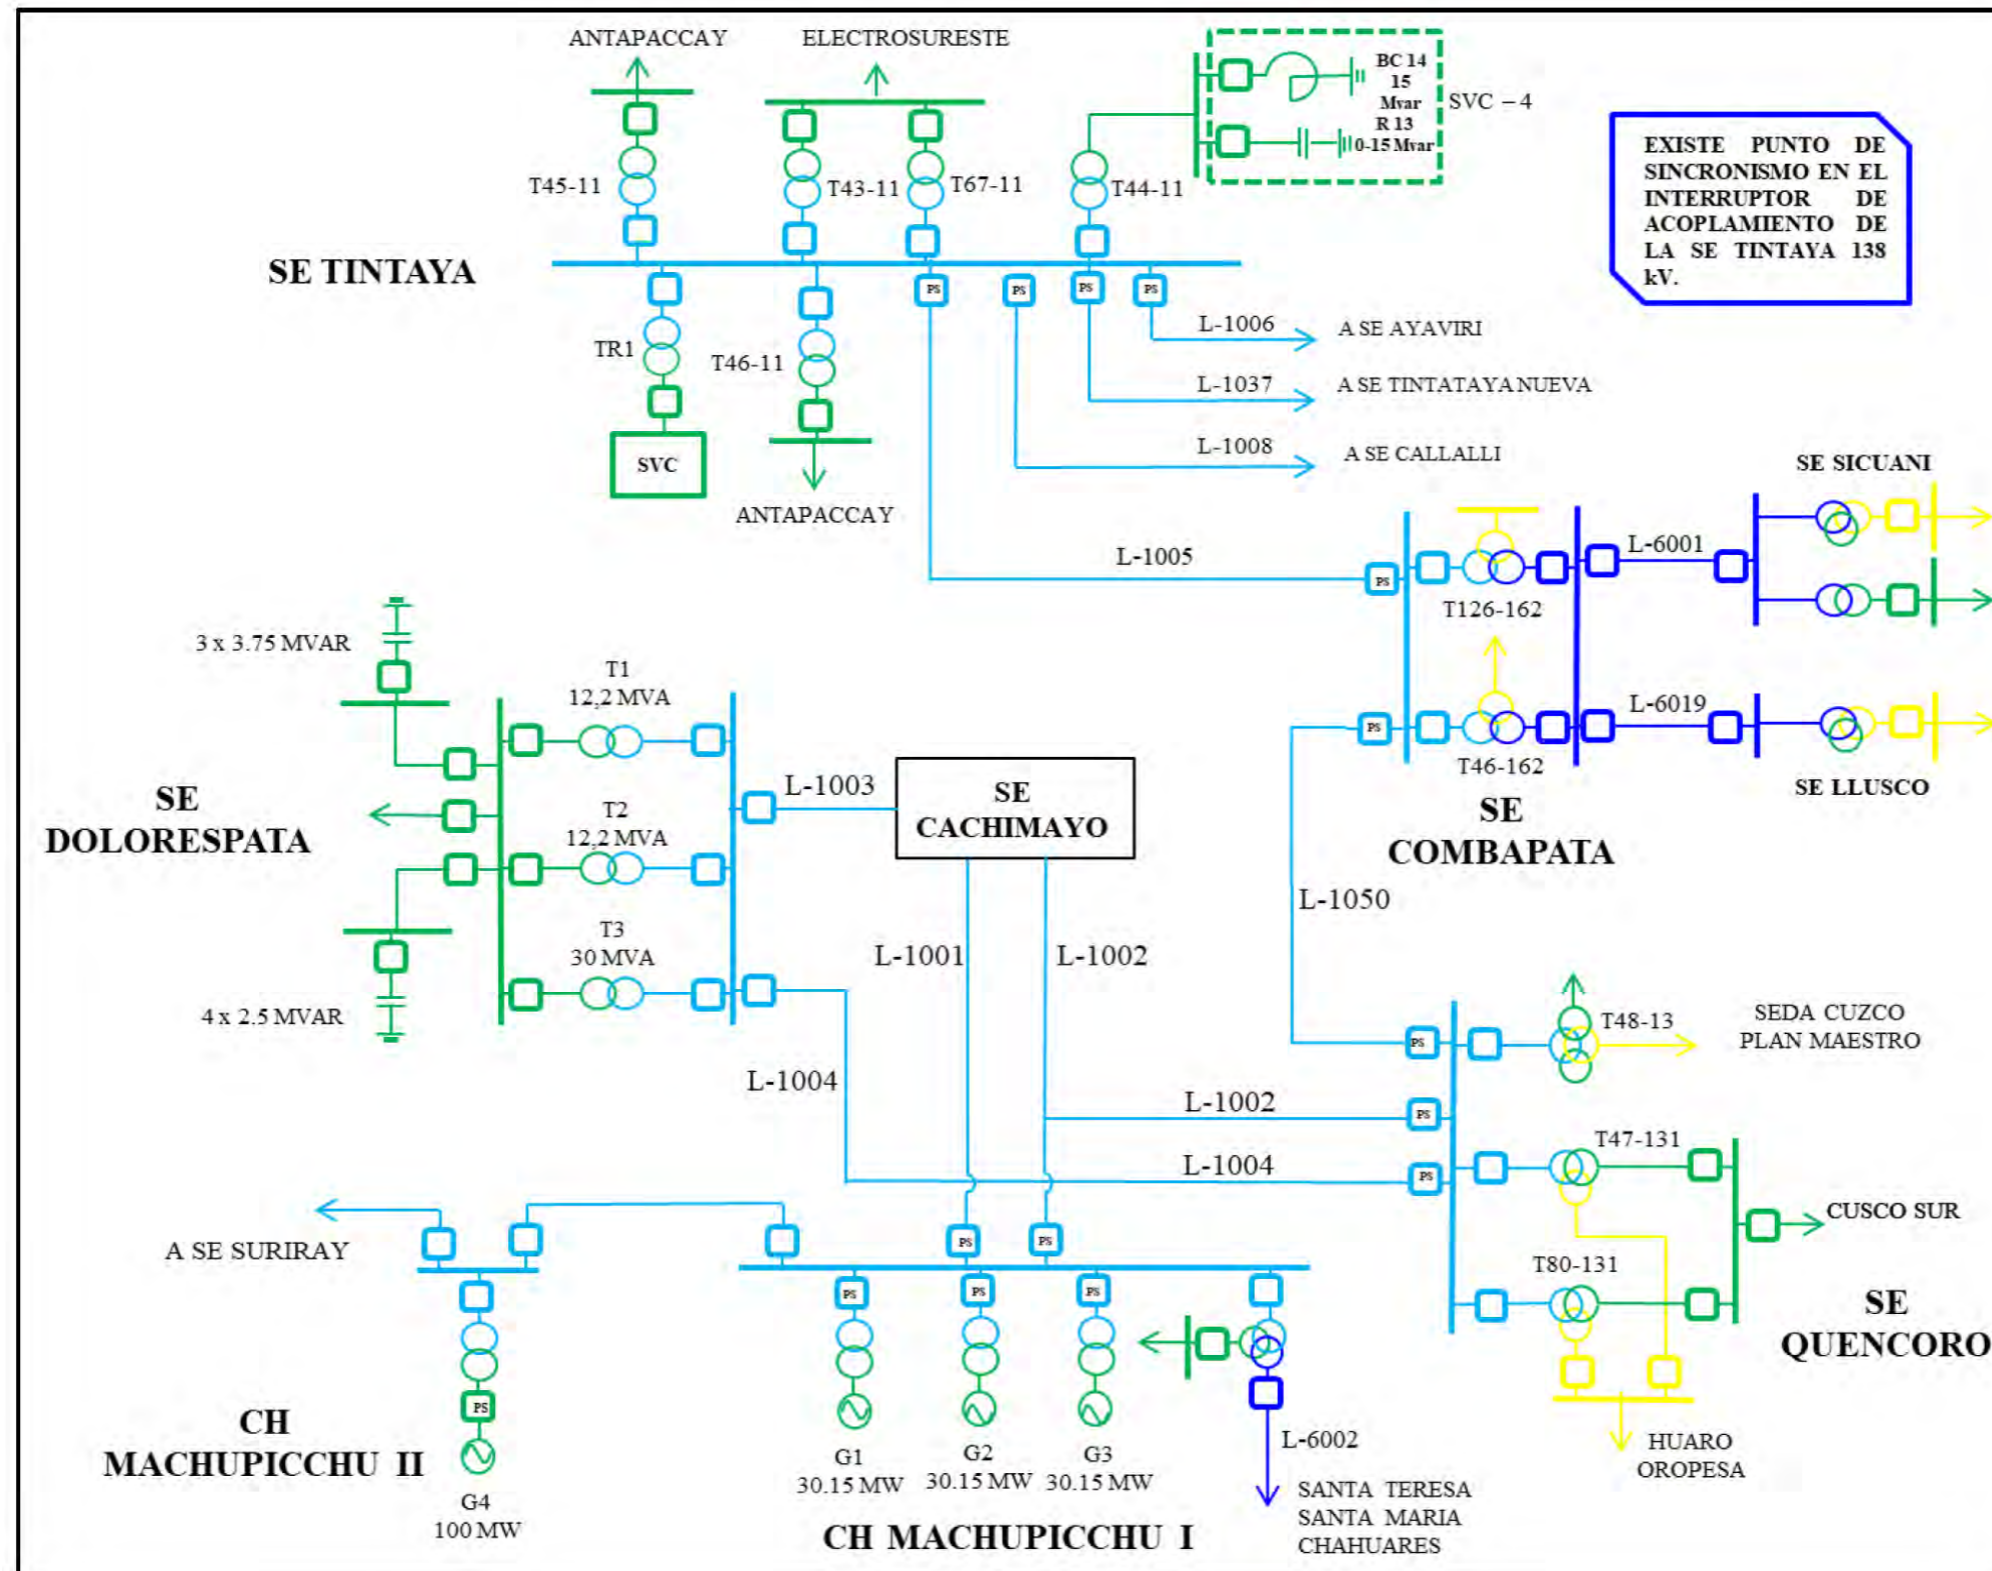 ANTAPACCAY
ELECTROSURESTE
BC 14
15
Mvar
R 13
0-15 Mvar
SVC – 4
EXISTE PUNTO DE
SINCRONISMO EN EL
INTERRUPTOR DE
ACOPLAMIENTO DE
LA SE TINTAYA 138
kV.
T45-11
T43-11
T67-11
T44-11
SE TINTAYA
PS
PS
PS
PS
TR1
T46-11
SVC
ANTAPACCAY
L-1006
A SE AYAVIRI
L-1037
A SE TINTATAYA NUEVA
L-1008
A SE CALLALLI
SE SICUANI
L-1005
PS
T126-162
L-6001
3 x 3.75 MVAR
T1
12,2 MVA
PS
T46-162
L-6019
SE LLUSCO
SE
DOLORESPATA
T2
12,2 MVA
L-1003
SE
CACHIMAYO
SE
COMBAPATA
L-1050
T3
30 MVA
L-1001
L-1002
4 x 2.5 MVAR
L-1004
PS
T48-13
SEDA CUZCO
PLAN MAESTRO
L-1002
PS
L-1004
PS
T47-131
CUSCO SUR
A SE SURIRAY
PS
PS
T80-131
SE
QUENCORO
PS
PS
PS
PS
CH
MACHUPICCHU II
G4
100 MW
G1
30.15 MW
G2
30.15 MW
G3
30.15 MW
L-6002
HUARO
OROPESA
CH MACHUPICCHU I
SANTA TERESA
SANTA MARIA
CHAHUARES